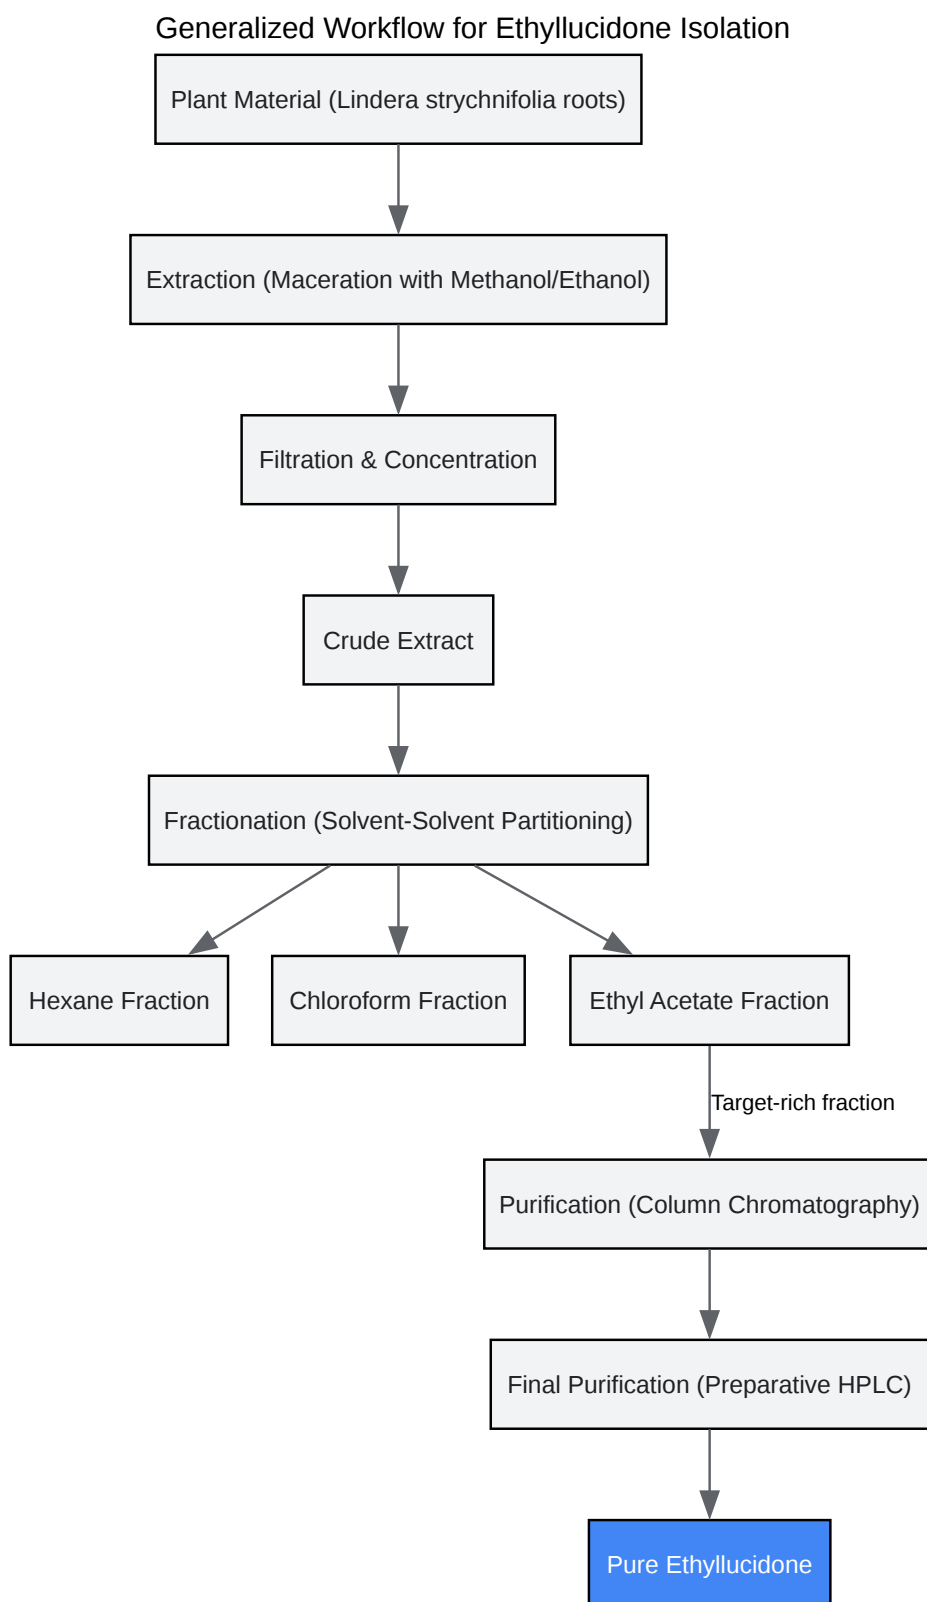 Generalized Workflow for Ethyllucidone Isolation
Plant Material (Lindera strychnifolia roots)
Extraction (Maceration with Methanol/Ethanol)
Filtration & Concentration
Crude Extract
Fractionation (Solvent-Solvent Partitioning)
Hexane Fraction
Chloroform Fraction
Ethyl Acetate Fraction
Target-rich fraction
Purification (Column Chromatography)
Final Purification (Preparative HPLC)
Pure Ethyllucidone